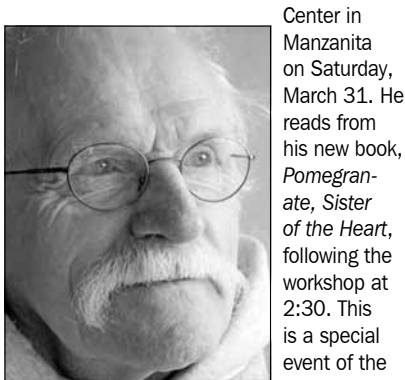 Center in
Manzanita
on Saturday,
March 31. He
reads from
his new book,
Pomegran-
ate, Sister
of the Heart,
following the
workshop at
2:30. This
is a special
event of the